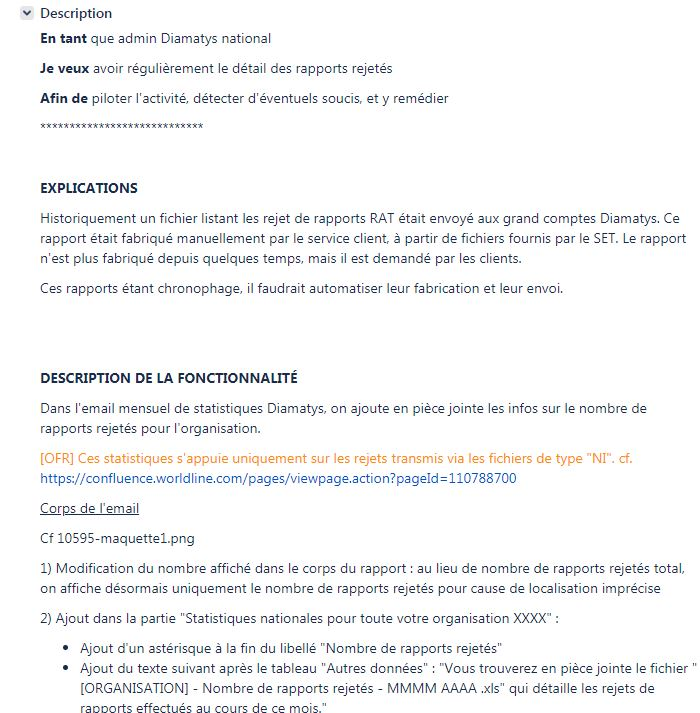 Description
En tant que admin Diamatys national
Je veux avoir régulièrement le détail des rapports rejetés
Afin de piloter l'activité, détecter d'éventuels soucis, et y remédier
****************************
EXPLICATIONS
Historiquement un fichier listant les rejet de rapports RAT était envoyé aux grand comptes Diamatys. Ce
rapport était fabriqué manuellement par le service client, à partir de fichiers fournis par le SET. Le rapport
n'est plus fabriqué depuis quelques temps, mais il est demandé par les clients.
Ces rapports étant chronophage, il faudrait automatiser leur fabrication et leur envoi.
DESCRIPTION DE LA FONCTIONNALITÉ
Dans l'email mensuel de statistiques Diamatys, on ajoute en pièce jointe les infos sur le nombre de
rapports rejetés pour l'organisation.
[OFR] Ces statistiques s'appuie uniquement sur les rejets transmis via les fichiers de type "NI". cf.
https://confluence.worldline.com/pages/viewpage.action?pageId=110788700
Corps de l'email
Cf 10595-maquette1.png
1) Modification du nombre affiché dans le corps du rapport : au lieu de nombre de rapports rejetés total,
on affiche désormais uniquement le nombre de rapports rejetés pour cause de localisation imprécise
2) Ajout dans la partie "Statistiques nationales pour toute votre organisation XXXX" :
• Ajout d'un astérisque à la fin du libellé "Nombre de rapports rejetés"
• Ajout du texte suivant après le tableau "Autres données" : "Vous trouverez en pièce jointe le fichier "
[ORGANISATION] - Nombre de rapports rejetés - MMMM AAAA .xls" qui détaille les rejets de
rapports effectués au cours de ce mois."